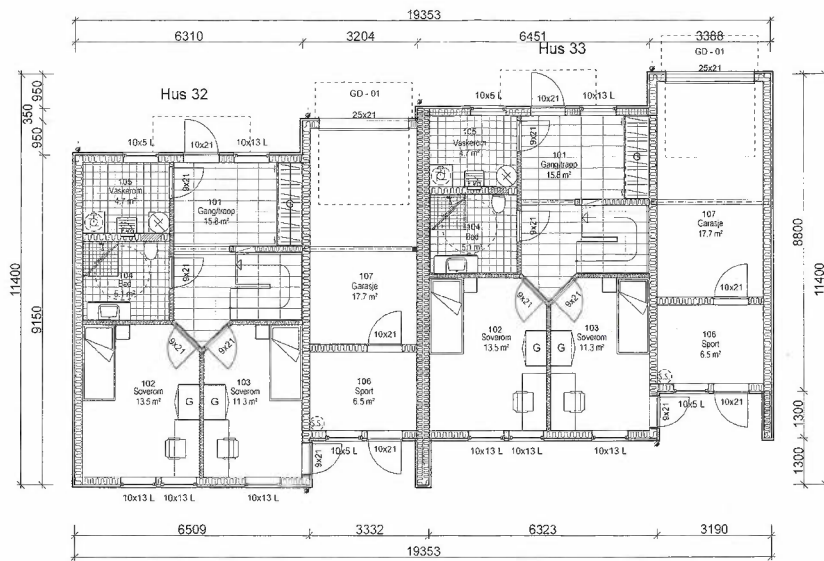 19353
6310
3204
6451
3388
GD - 01
Hus 33
25x21
Hus 32
GD - 01
10x5 L
10x21
10x13 L
25x21
10x5 L
10x21
10x13 L
950
350
950
11400
9150
105
Vaskerom
4.7 m²
9x21
101
Gang/trapp
15.8 m²
104
Bad
5.1 m²
9x21
107
Garasje
17.7 m²
10x21
9x21
9x21
102
Soverom
13.5 m²
G
G
103
Soverom
11.3 m²
106
Sport
6.5 m²
S.S.
9x21
10x5 L
10x21
10x13 L
10x13 L
10x13 L
105
Vaskerom
4.7 m²
9x21
101
Gang/trapp
15.8 m²
G
104
Bad
5.1 m²
9x21
107
Garasje
17.7 m²
10x21
9x21
9x21
102
Soverom
13.5 m²
G
G
103
Soverom
11.3 m²
106
Sport
6.5 m²
S.S.
9x21
10x5 L
10x21
10x13 L
10x13 L
10x13 L
8800
11400
1300
1300
6509
3332
6323
3190
19353